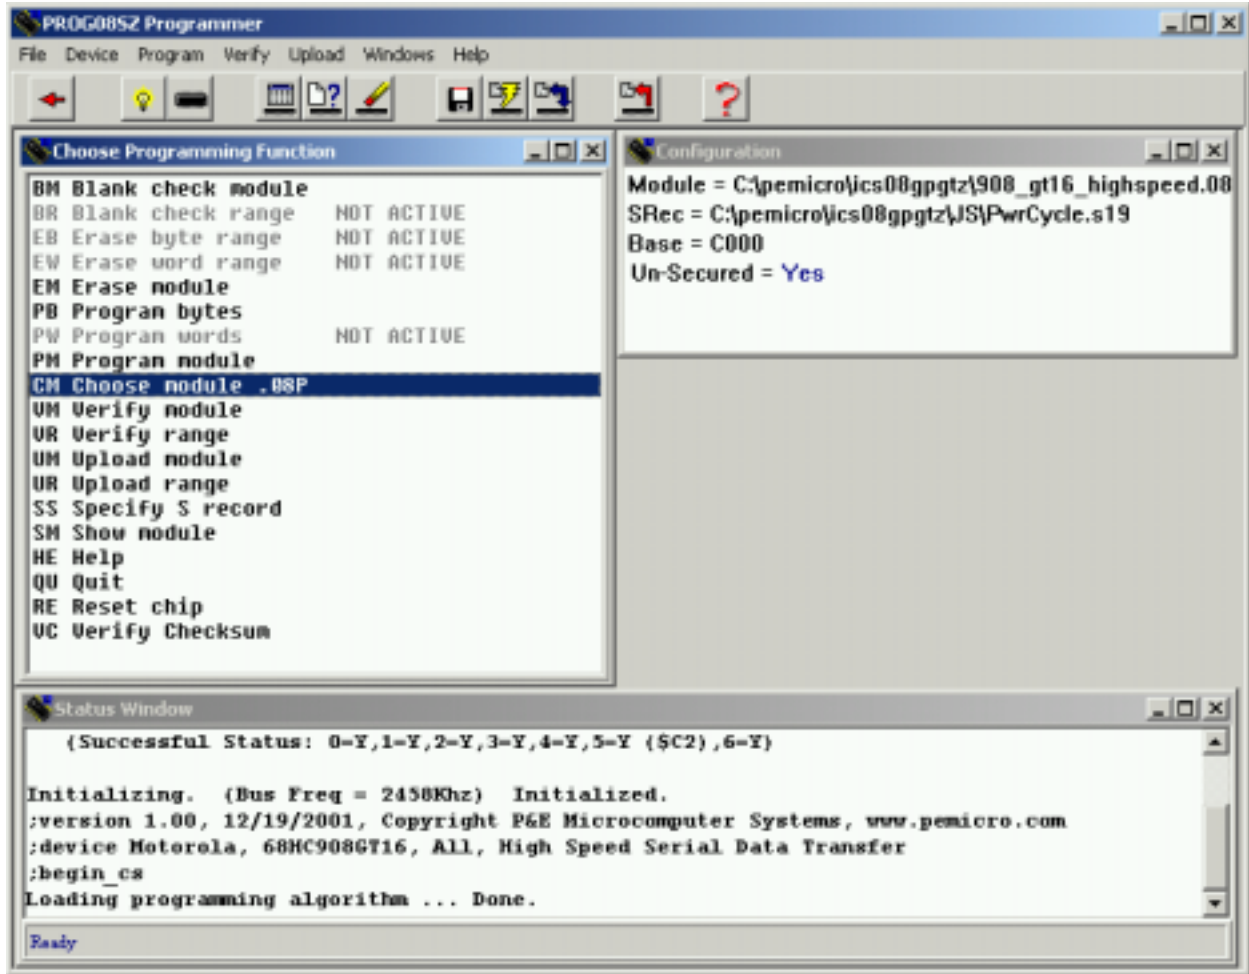 PROG08SZ Programmer
File Device Program Verify Upload Windows Help
Choose Programming Function
BM Blank check module
BR Blank check range NOT ACTIVE
EB Erase byte range NOT ACTIVE
EW Erase word range NOT ACTIVE
EM Erase module
PB Program bytes
PW Program words NOT ACTIVE
PM Program module
CM Choose module .08P
VM Verify module
VR Verify range
UM Upload module
UR Upload range
SS Specify S record
SM Show module
HE Help
QU Quit
RE Reset chip
VC Verify Checksum
Configuration
Module = C:\pemicro\ics08gpgtz\908_gt16_highspeed.08
SRec = C:\pemicro\ics08gpgtz\JS\PwrCycle.s19
Base = C000
Un-Secured = Yes
Status Window
(Successful Status: 0-Y,1-Y,2-Y,3-Y,4-Y,5-Y ($C2),6-Y)
Initializing. (Bus Freq = 2458Khz) Initialized.
;version 1.00, 12/19/2001, Copyright P&E Microcomputer Systems, www.pemicro.com
;device Motorola, 68HC908GT16, All, High Speed Serial Data Transfer
;begin_cs
Loading programming algorithm ... Done.
Ready